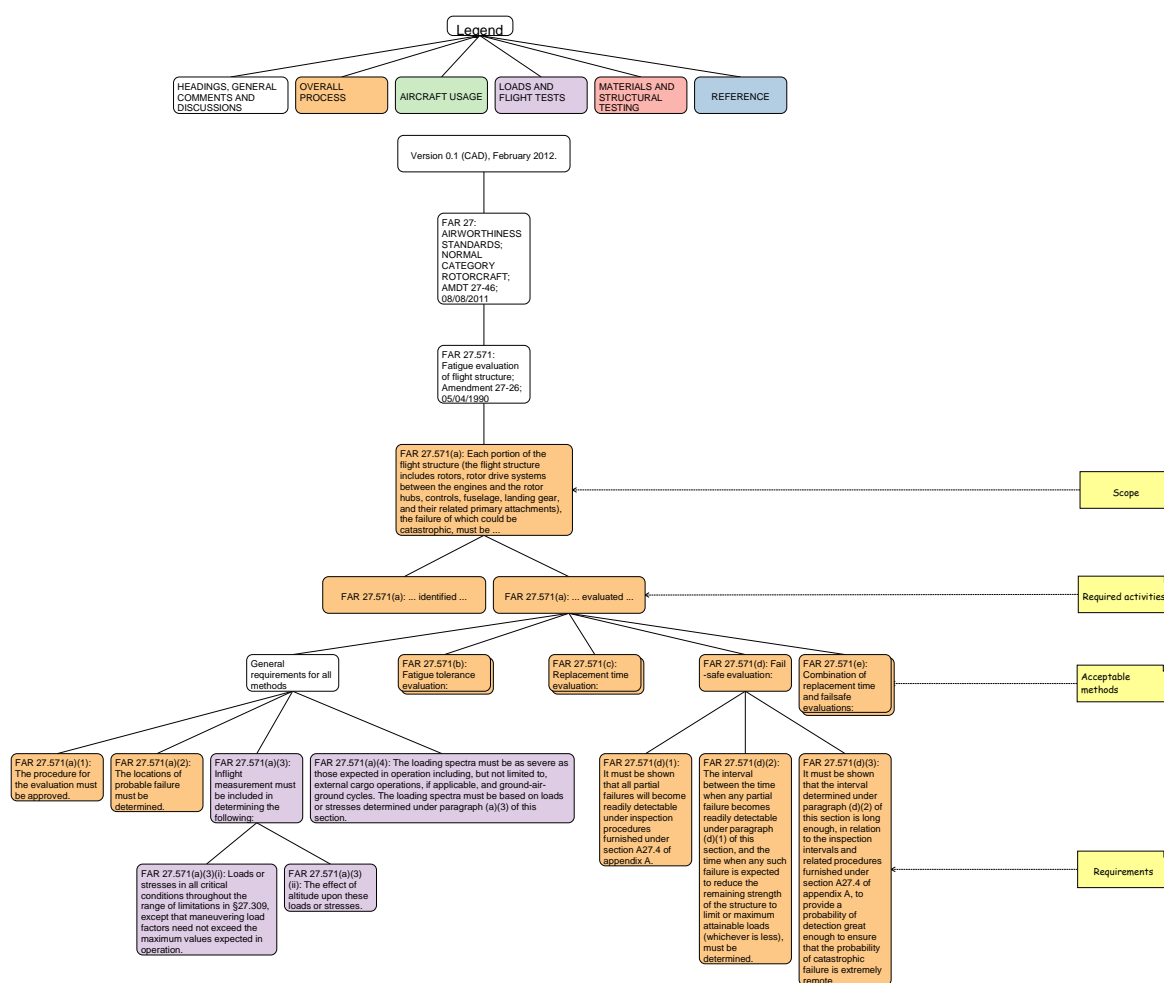 Legend
HEADINGS, GENERAL
COMMENTS AND
DISCUSSIONS
OVERALL
PROCESS
AIRCRAFT USAGE
LOADS AND
FLIGHT TESTS
MATERIALS AND
STRUCTURAL
TESTING
REFERENCE
Version 0.1 (CAD), February 2012.
FAR 27:
AIRWORTHINESS
STANDARDS;
NORMAL
CATEGORY
ROTORCRAFT;
AMDT 27-46;
08/08/2011
FAR 27.571:
Fatigue evaluation
of flight structure;
Amendment 27-26;
05/04/1990
FAR 27.571(a): Each portion of the
flight structure (the flight structure
includes rotors, rotor drive systems
between the engines and the rotor
hubs, controls, fuselage, landing gear,
and their related primary attachments),
the failure of which could be
catastrophic, must be ...
Scope
FAR 27.571(a): ... identified ...
FAR 27.571(a): ... evaluated ...
Required activities
General
requirements for all
methods
FAR 27.571(b):
Fatigue tolerance
evaluation:
FAR 27.571(c):
Replacement time
evaluation:
FAR 27.571(d): Fail
-safe evaluation:
FAR 27.571(e):
Combination of
replacement time
and failsafe
evaluations:
Acceptable
methods
FAR 27.571(a)(1):
The procedure for
the evaluation must
be approved.
FAR 27.571(a)(2):
The locations of
probable failure
must be
determined.
FAR 27.571(a)(3):
Inflight
measurement must
be included in
determining the
following:
FAR 27.571(a)(4): The loading spectra must be as severe as
those expected in operation including, but not limited to,
external cargo operations, if applicable, and ground-air-
ground cycles. The loading spectra must be based on loads
or stresses determined under paragraph (a)(3) of this
section.
FAR 27.571(d)(1):
It must be shown
that all partial
failures will become
readily detectable
under inspection
procedures
furnished under
section A27.4 of
appendix A.
FAR 27.571(d)(2):
The interval
between the time
when any partial
failure becomes
readily detectable
under paragraph
(d)(1) of this
section, and the
time when any such
failure is expected
to reduce the
remaining strength
of the structure to
limit or maximum
attainable loads
(whichever is less),
must be
determined.
FAR 27.571(d)(3):
It must be shown
that the interval
determined under
paragraph (d)(2) of
this section is long
enough, in relation
to the inspection
intervals and
related procedures
furnished under
section A27.4 of
appendix A, to
provide a
probability of
detection great
enough to ensure
that the probability
of catastrophic
failure is extremely
remote.
Requirements
FAR 27.571(a)(3)(i): Loads or
stresses in all critical
conditions throughout the
range of limitations in §27.309,
except that maneuvering load
factors need not exceed the
maximum values expected in
operation.
FAR 27.571(a)(3)
(ii): The effect of
altitude upon these
loads or stresses.